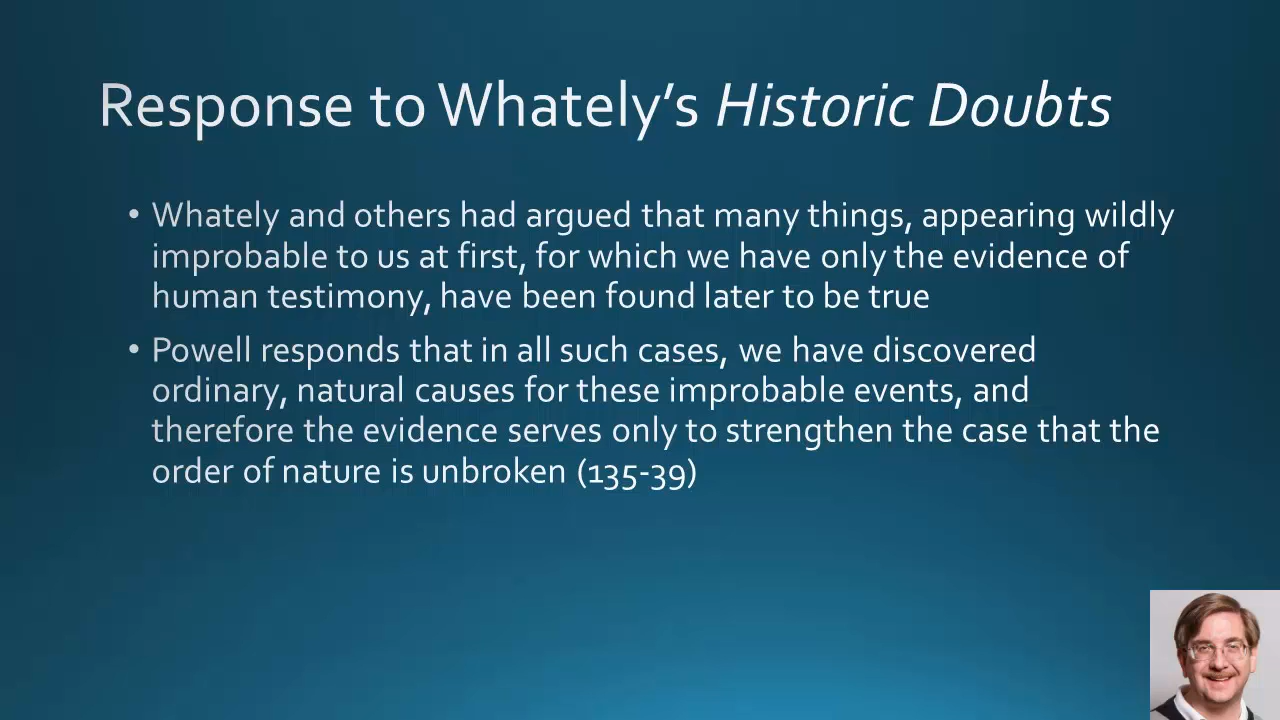 Response to Whately’s Historic Doubts
• Whately and others had argued that many things, appearing wildly
improbable to us at first, for which we have only the evidence of
human testimony, have been found later to be true
• Powell responds that in all such cases, we have discovered
ordinary, natural causes for these improbable events, and
therefore the evidence serves only to strengthen the case that the
order of nature is unbroken (135-39)